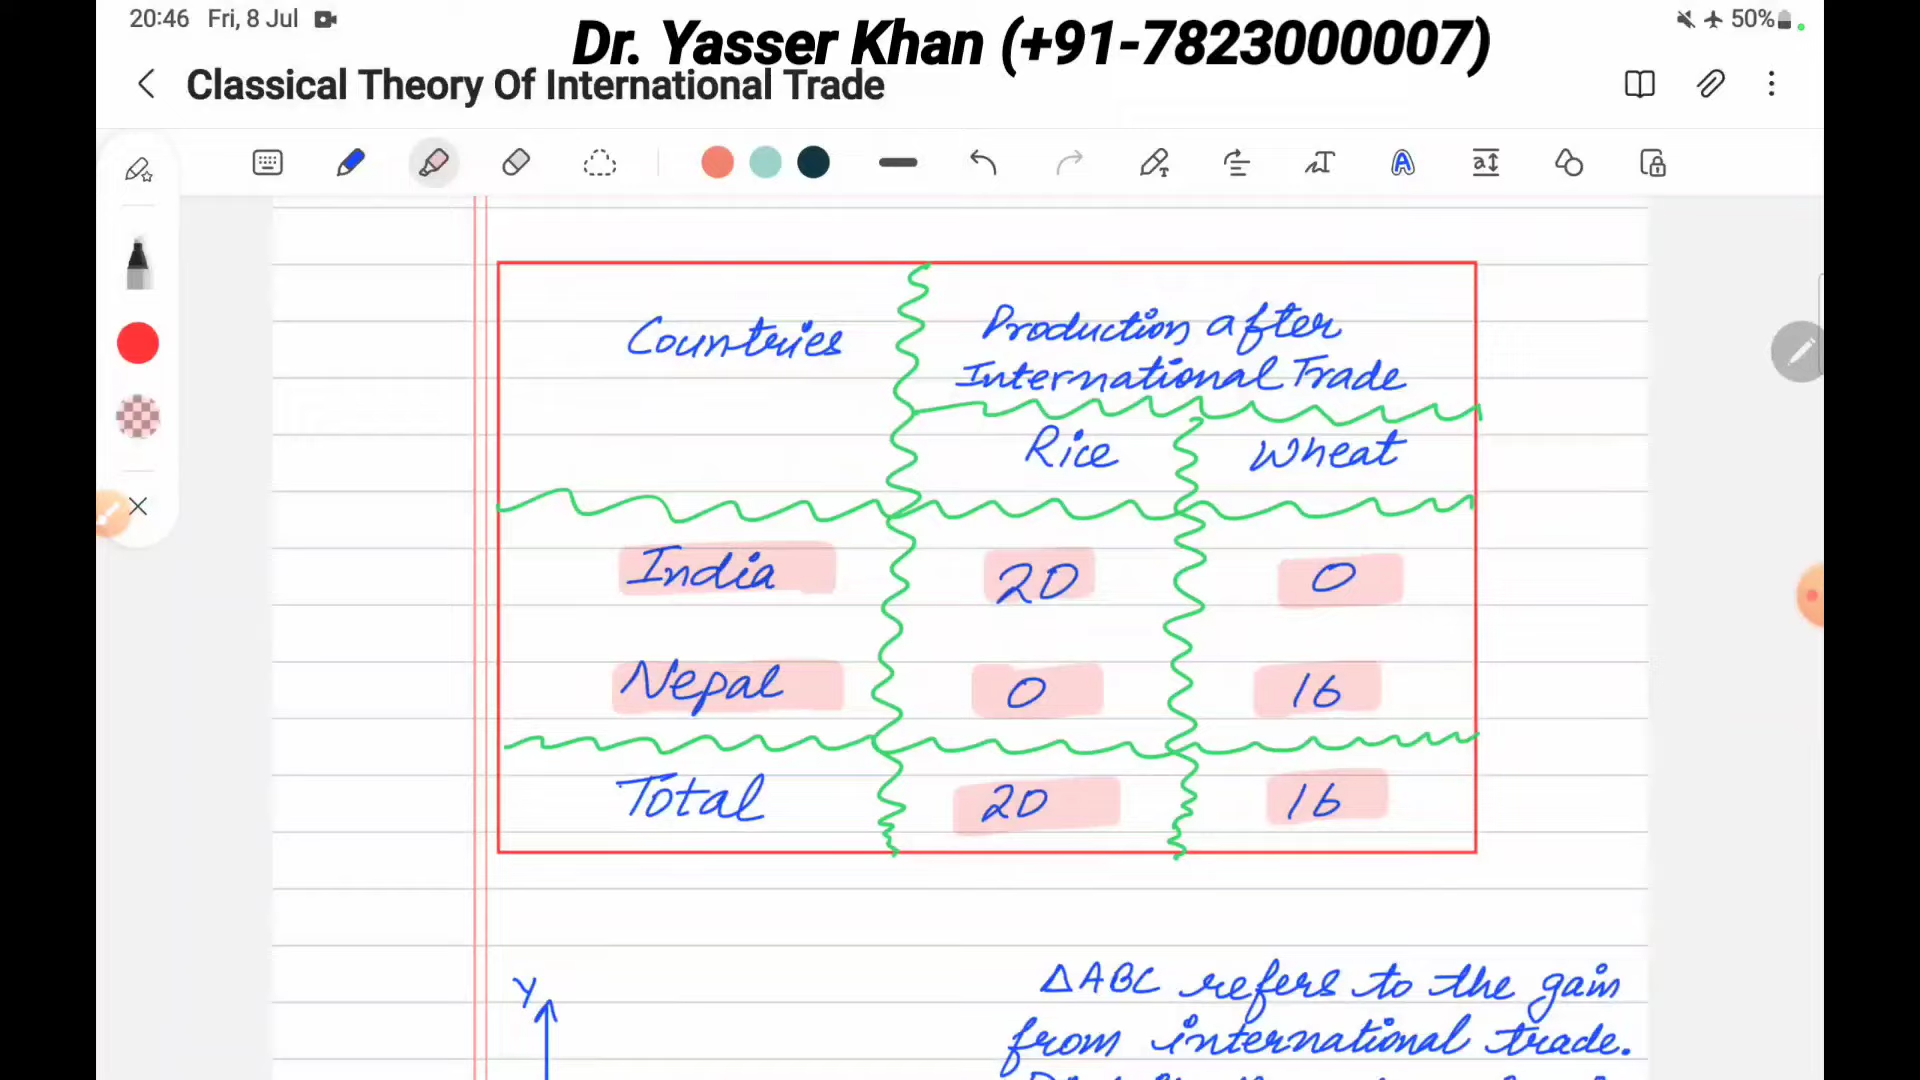 20:46 Fri, 8 Jul
50%
Dr. Yasser Khan (+91-7823000007)
Classical Theory Of International Trade
Countries
Production after
International Trade
Rice
Wheat
India 20 0
Nepal 0 16
Total 20 16
Y
ΔABC refers to the gain
from international trade.